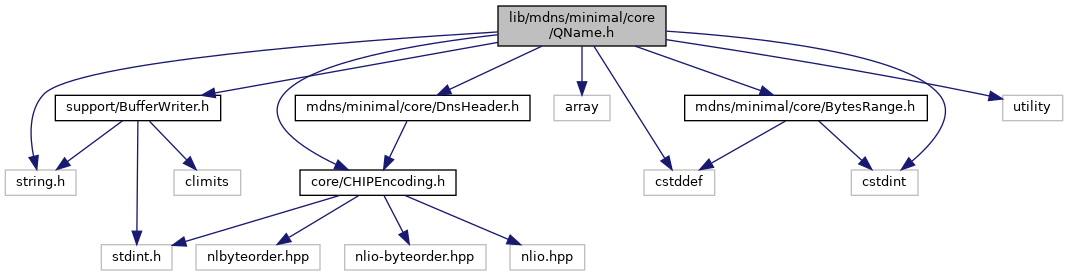 lib/mdns/minimal/core
/QName.h
support/BufferWriter.h
mdns/minimal/core/DnsHeader.h
array
mdns/minimal/core/BytesRange.h
utility
string.h
climits
core/CHIPEncoding.h
cstddef
cstdint
stdint.h
nlbyteorder.hpp
nlio-byteorder.hpp
nlio.hpp